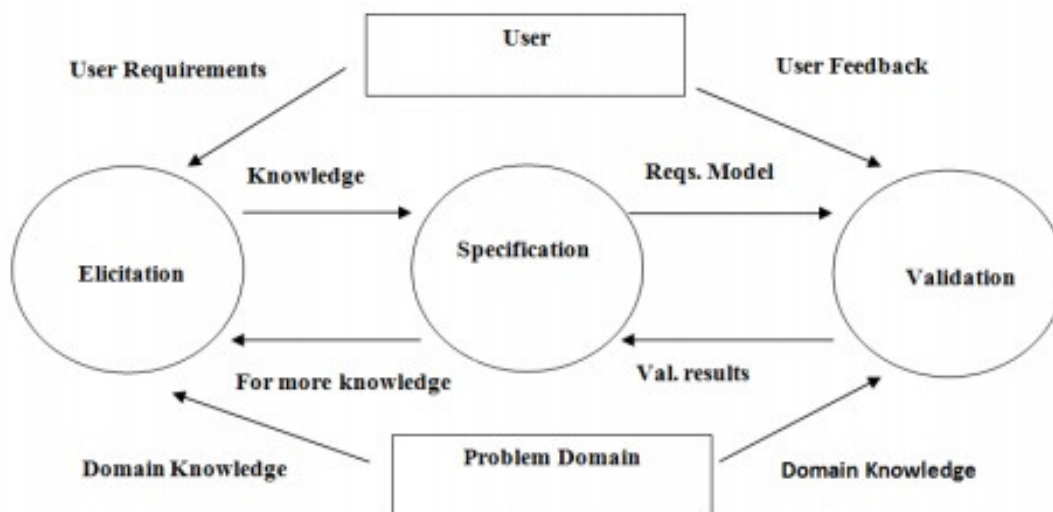 User
User Requirements
User Feedback
Knowledge
Reqs. Model
Elicitation
Specification
Validation
For more knowledge
Val. results
Domain Knowledge
Problem Domain
Domain Knowledge